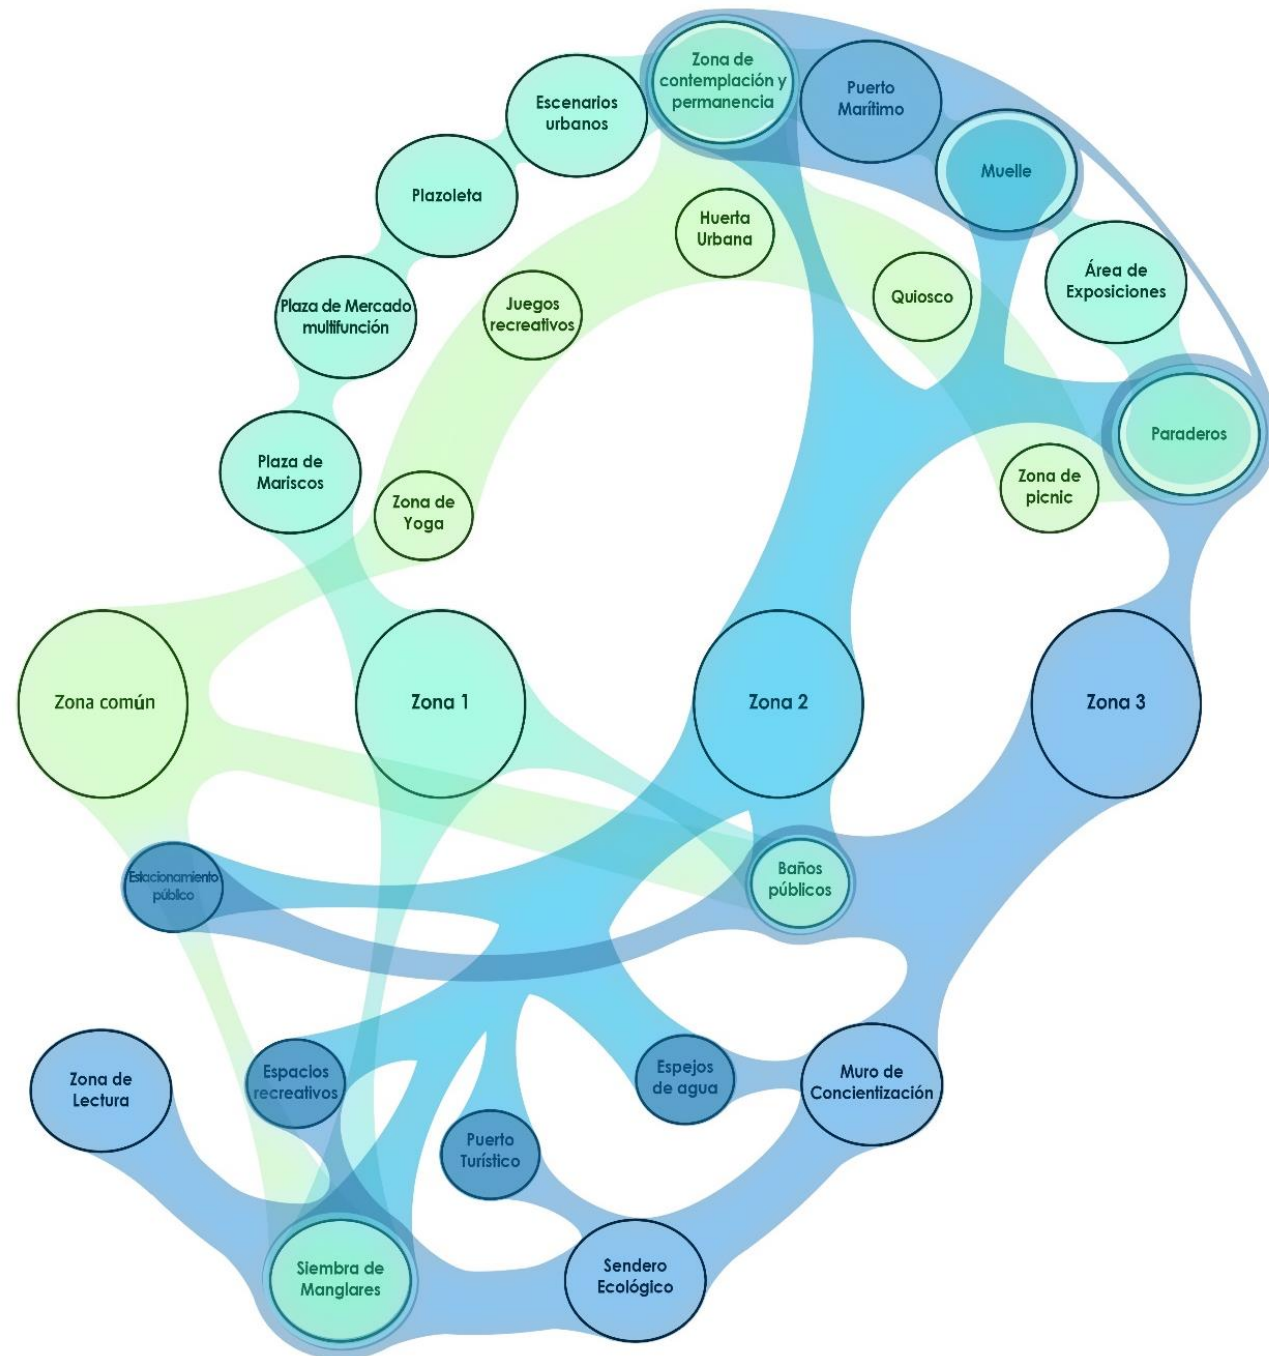 Zona de
contemplación y
permanencia
Puerto
Marítimo
Escenarios
urbanos
Muelle
Plazoleta
Huerta
Urbana
Área de
Exposiciones
Quiosco
Juegos
recreativos
Plaza de Mercado
multifunción
Paraderos
Plaza de
Mariscos
Zona de
Yoga
Zona de
picnic
Zona común
Zona 1
Zona 2
Zona 3
Estacionamiento
público
Baños
públicos
Zona de
Lectura
Espacios
recreativos
Espejos
de agua
Muro de
Concientización
Puerto
Turístico
Siembra de
Manglares
Sendero
Ecológico